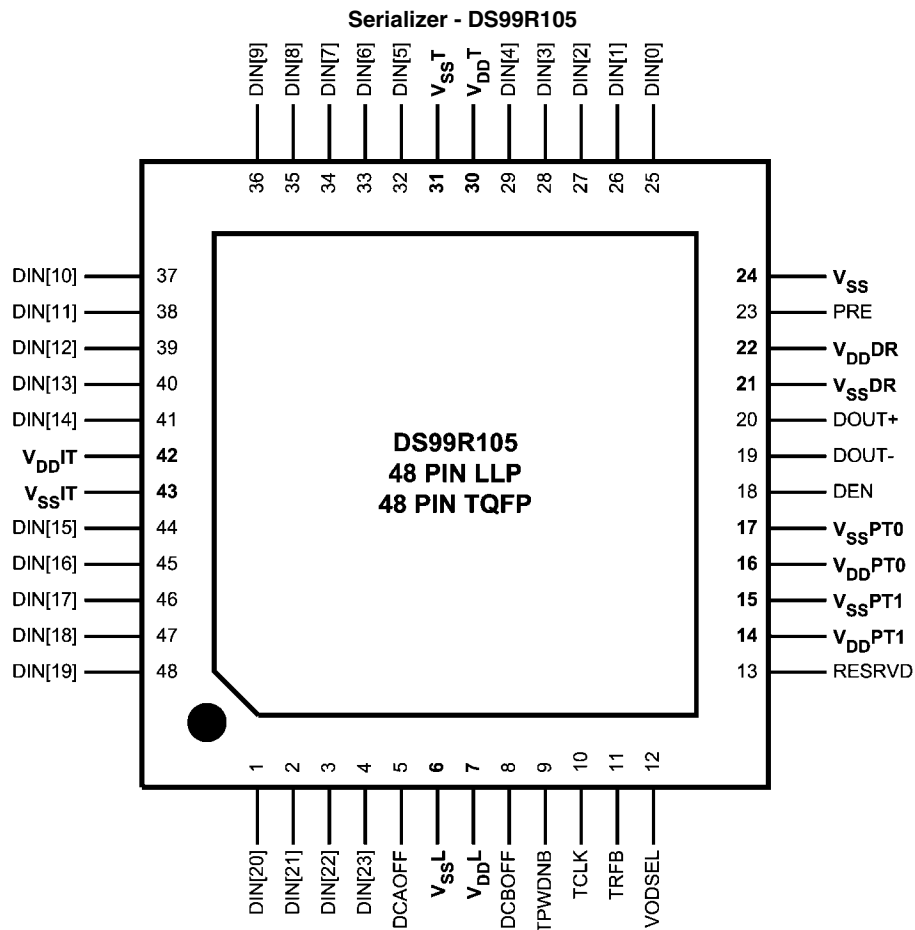 Serializer - DS99R105
DIN[9]
DIN[8]
DIN[7]
DIN[6]
DIN[5]
VSST
VDDT
DIN[4]
DIN[3]
DIN[2]
DIN[1]
DIN[0]
36
35
34
33
32
31
30
29
28
27
26
25
DIN[10] 37
DIN[11] 38
DIN[12] 39
DIN[13] 40
DIN[14] 41
VDDIT 42
VSSIT 43
DIN[15] 44
DIN[16] 45
DIN[17] 46
DIN[18] 47
DIN[19] 48
DS99R105
48 PIN LLP
48 PIN TQFP
24 VSS
23 PRE
22 VDDDR
21 VSSDR
20 DOUT+
19 DOUT-
18 DEN
17 VSSPT0
16 VDDPT0
15 VSSPT1
14 VDDPT1
13 RESRVD
1
2
3
4
5
6
7
8
9
10
11
12
DIN[20]
DIN[21]
DIN[22]
DIN[23]
DCAOFF
VSSL
VDDL
DCBOFF
TPWDNB
TCLK
TRFB
VODSEL